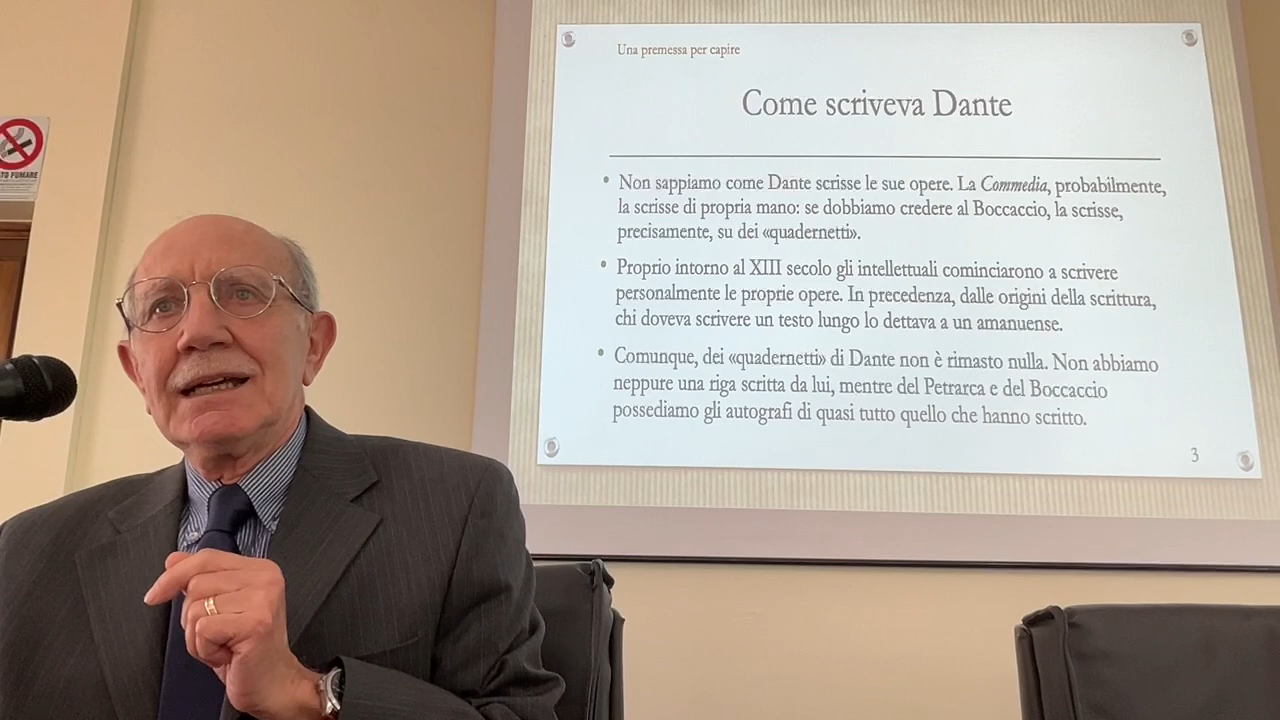 Una premessa per capire
Come scriveva Dante
• Non sappiamo come Dante scrisse le sue opere. La Commedia, probabilmente,
la scrisse di propria mano: se dobbiamo credere al Boccaccio, la scrisse,
precisamente, su dei «quadernetti».
• Proprio intorno al XIII secolo gli intellettuali cominciarono a scrivere
personalmente le proprie opere. In precedenza, dalle origini della scrittura,
chi doveva scrivere un testo lungo lo dettava a un amanuense.
• Comunque, dei «quadernetti» di Dante non è rimasto nulla. Non abbiamo
neppure una riga scritta da lui, mentre del Petrarca e del Boccaccio
possediamo gli autografi di quasi tutto quello che hanno scritto.
3
TO FUMARE